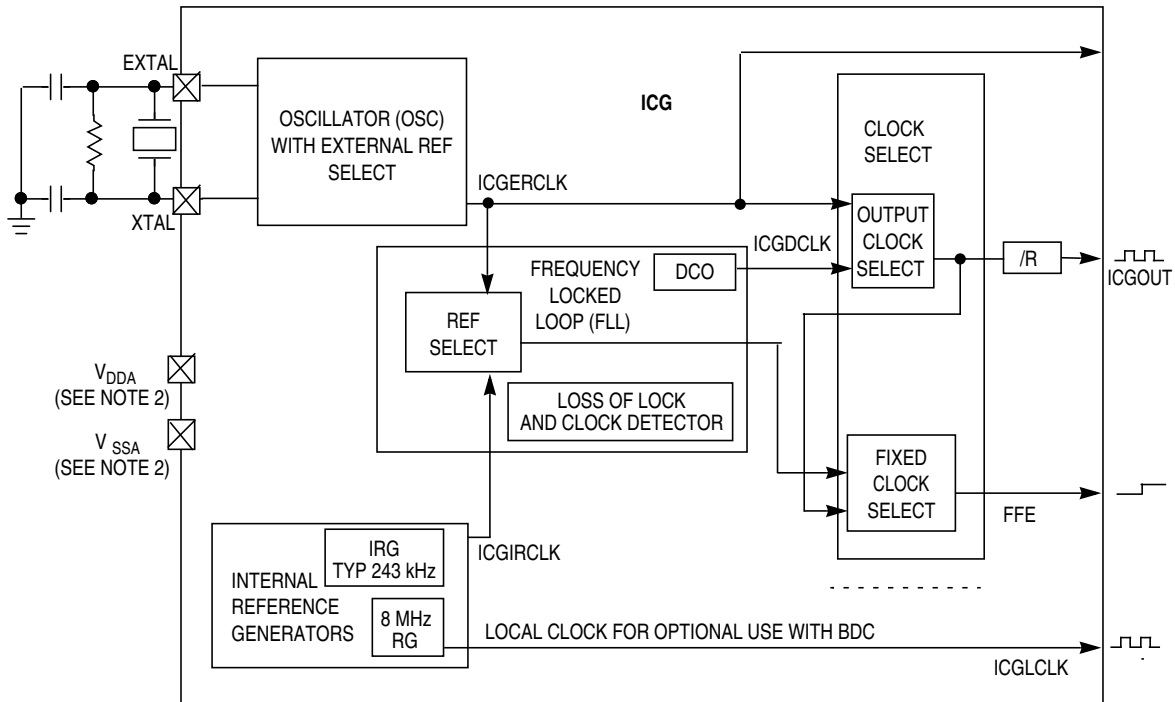 EXTAL
XTAL
OSCILLATOR (OSC)
WITH EXTERNAL REF
SELECT
ICG
CLOCK
SELECT
ICGERCLK
OUTPUT
CLOCK
SELECT
ICGDCLK
/R
ICGOUT
FREQUENCY
LOCKED
LOOP (FLL)
DCO
REF
SELECT
LOSS OF LOCK
AND CLOCK DETECTOR
VDDA
(SEE NOTE 2)
V SSA
(SEE NOTE 2)
FIXED
CLOCK
SELECT
FFE
ICGIRCLK
IRG
TYP 243 kHz
INTERNAL
REFERENCE
GENERATORS
8 MHz
RG
LOCAL CLOCK FOR OPTIONAL USE WITH BDC
ICGLCLK